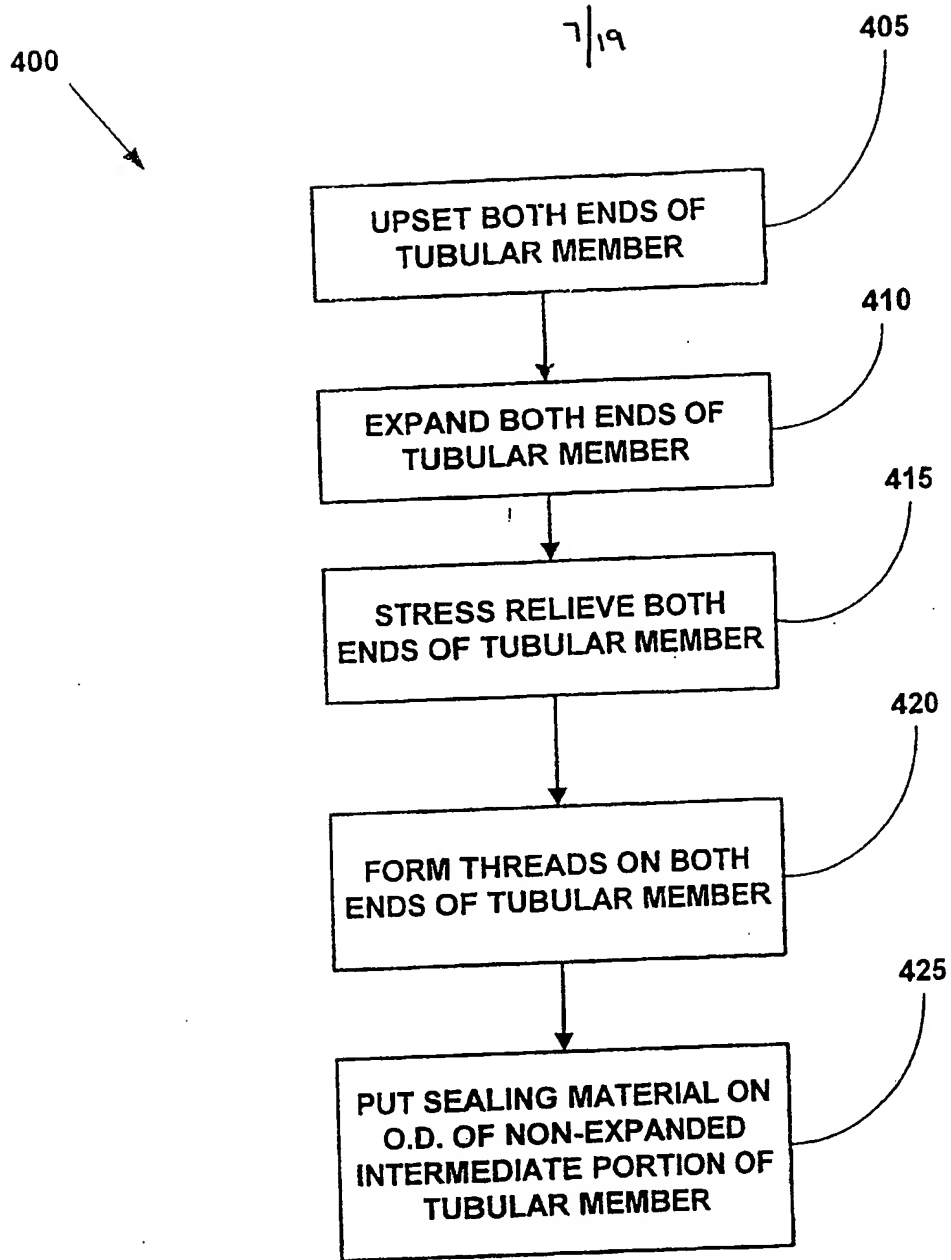 7/19
400
405
UPSET BOTH ENDS OF
TUBULAR MEMBER
410
EXPAND BOTH ENDS OF
TUBULAR MEMBER
415
STRESS RELIEVE BOTH
ENDS OF TUBULAR MEMBER
420
FORM THREADS ON BOTH
ENDS OF TUBULAR MEMBER
425
PUT SEALING MATERIAL ON
O.D. OF NON-EXPANDED
INTERMEDIATE PORTION OF
TUBULAR MEMBER